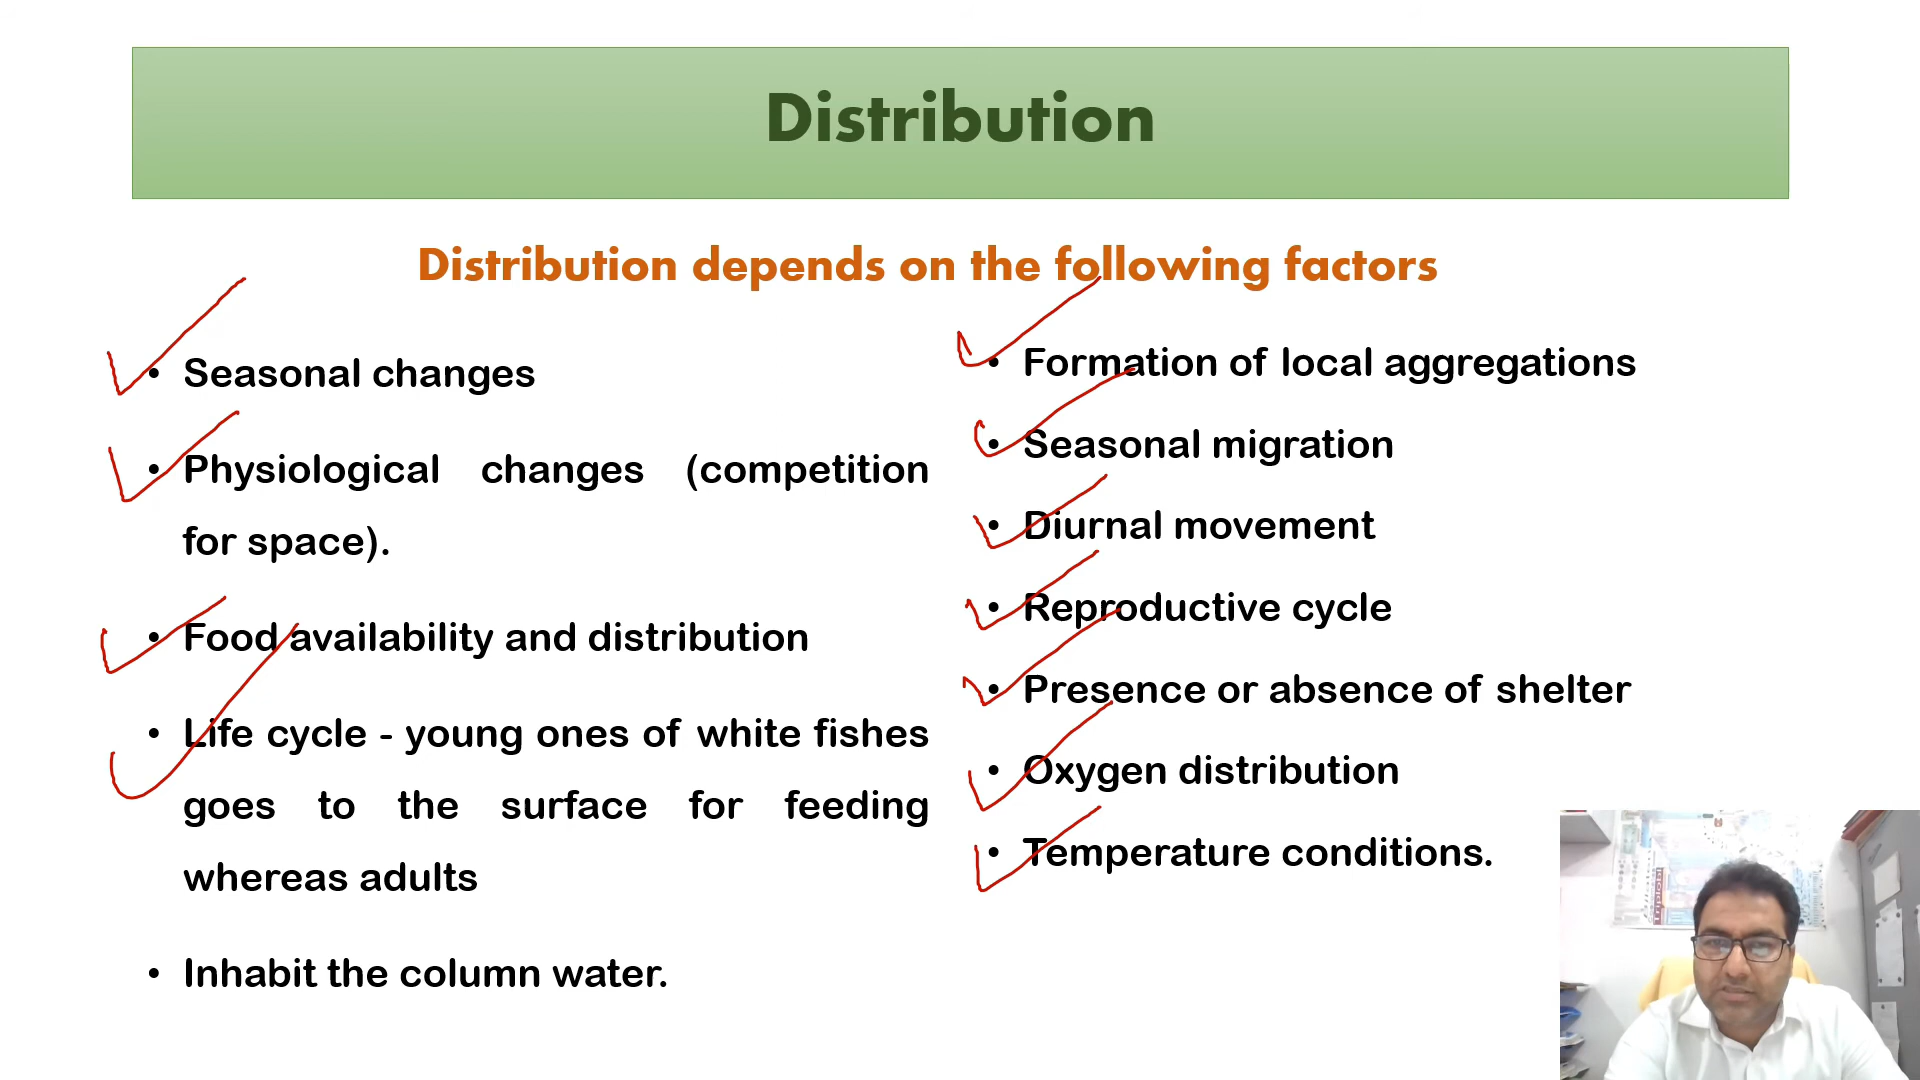 Distribution
Distribution depends on the following factors
• Seasonal changes
• Physiological changes (competition
for space).
• Food availability and distribution
• Life cycle - young ones of white fishes
goes to the surface for feeding
whereas adults
• Inhabit the column water.
• Formation of local aggregations
• Seasonal migration
• Diurnal movement
• Reproductive cycle
• Presence or absence of shelter
• Oxygen distribution
• Temperature conditions.